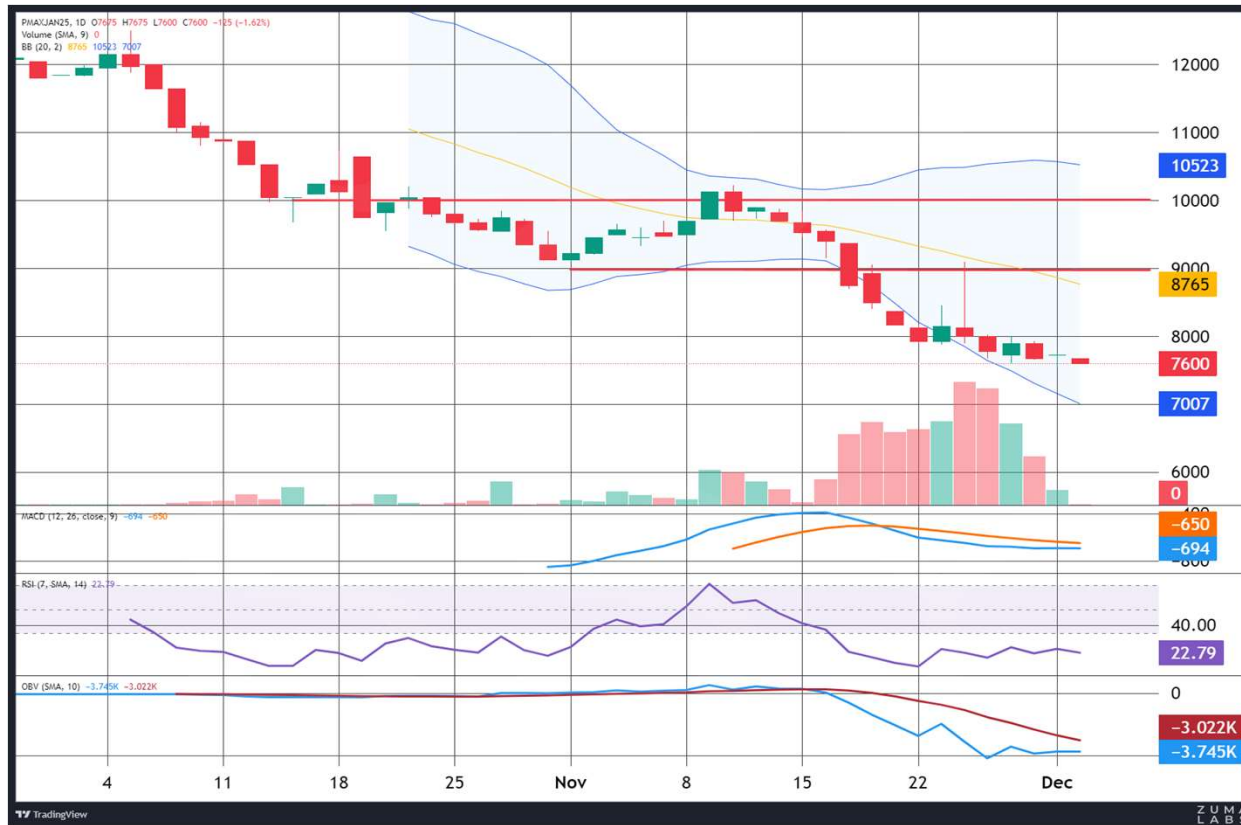 PMAXJAN25, 1D O7675 H7675 L7600 C7600 −125 (−1.62%)
Volume (SMA, 9) 0
BB (20, 2) 8765 10523 7007
12000
11000
10523
10000
9000
8765
8000
7600
7007
6000
0
MACD (12, 26, close, 9) −694 −650
−650
−694
RSI (7, SMA, 14) 22.79
40.00
22.79
OBV (SMA, 10) −3.745K −3.022K
0
−3.022K
−3.745K
4 11 18 25 Nov 8 15 22 Dec
TradingView